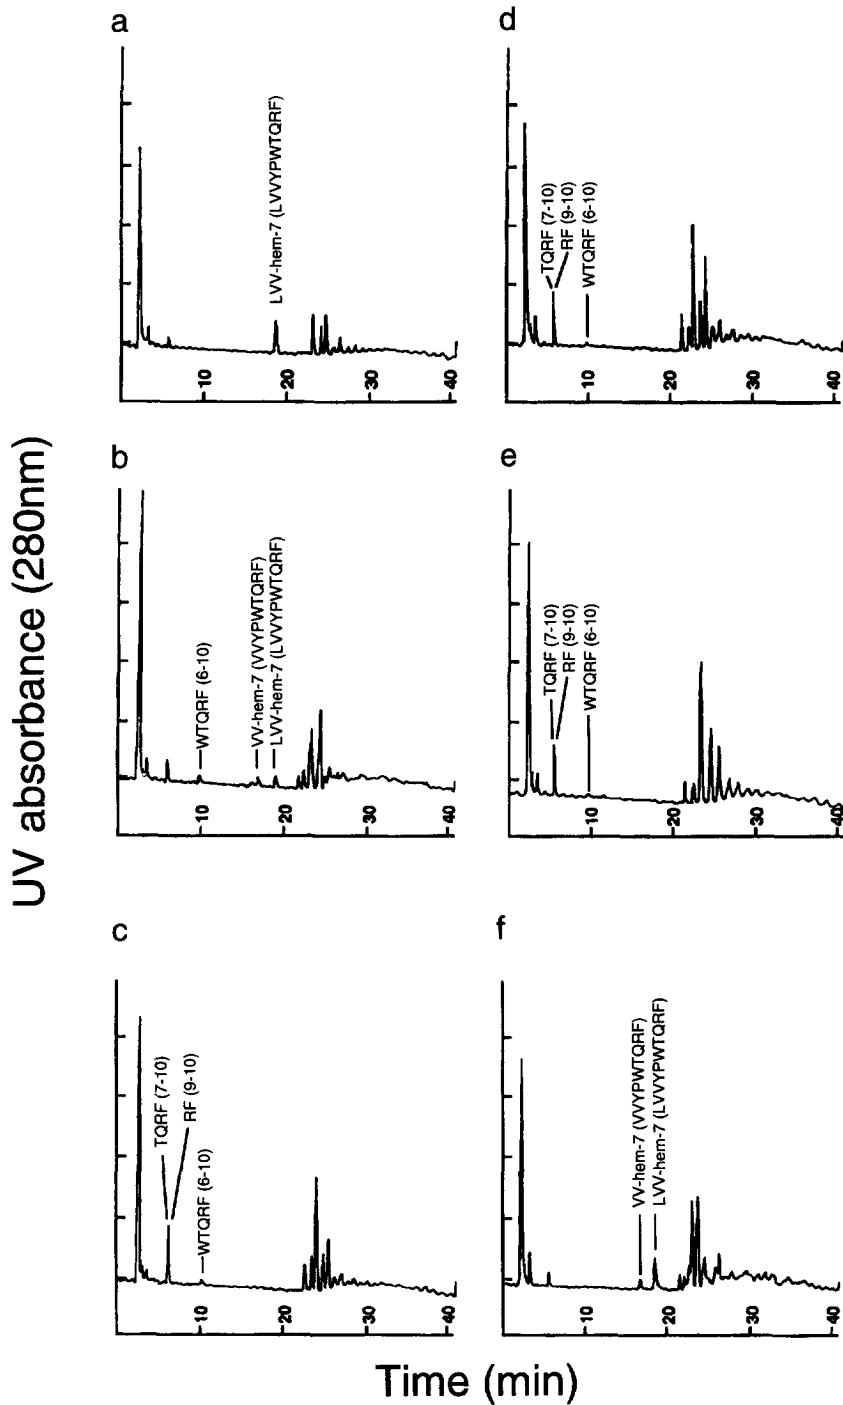 UV absorbance (280nm)
Time (min)
a
LVV-hem-7 (LVVYPWTQRF)
10
20
30
40
b
WTQRF (6-10)
VV-hem-7 (VVYPWTQRF)
LVV-hem-7 (LVVYPWTQRF)
10
20
30
40
c
TQRF (7-10)
RF (9-10)
WTQRF (6-10)
10
20
30
40
d
TQRF (7-10)
RF (9-10)
WTQRF (6-10)
10
20
30
40
e
TQRF (7-10)
RF (9-10)
WTQRF (6-10)
10
20
30
40
f
VV-hem-7 (VVYPWTQRF)
LVV-hem-7 (LVVYPWTQRF)
10
20
30
40